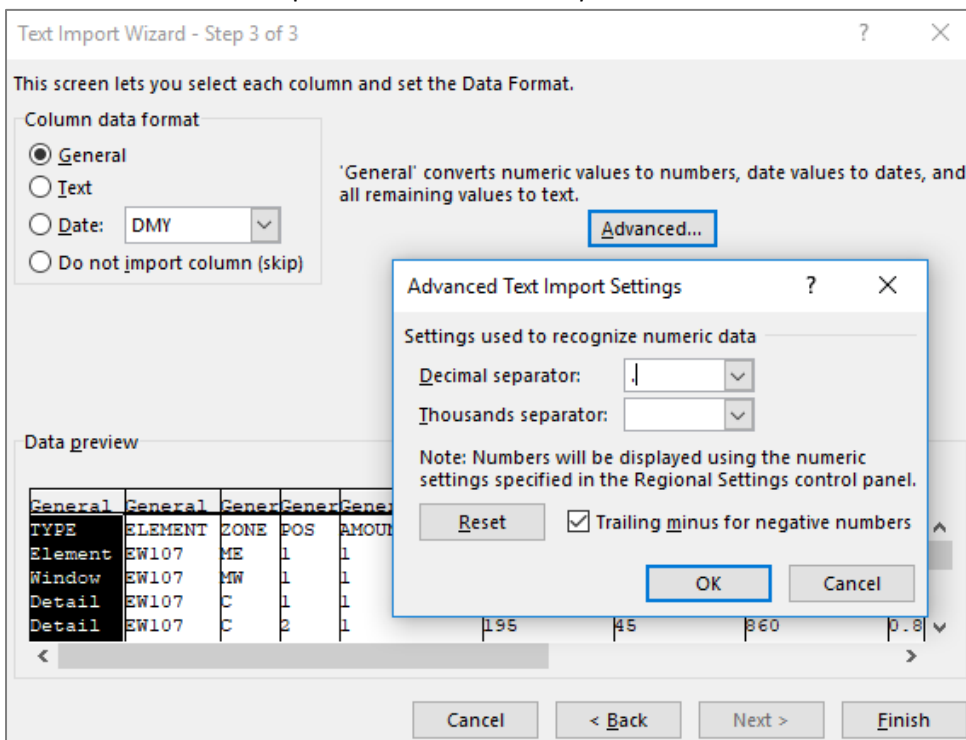 Text Import Wizard - Step 3 of 3
This screen lets you select each column and set the Data Format.
Column data format
General
Text
Date: DMY
Do not import column (skip)
'General' converts numeric values to numbers, date values to dates, and
all remaining values to text.
Advanced...
Advanced Text Import Settings
Settings used to recognize numeric data
Decimal separator: .
Thousands separator:
Note: Numbers will be displayed using the numeric
settings specified in the Regional Settings control panel.
Reset
Trailing minus for negative numbers
OK Cancel
Data preview
General General Gener Gener Gener
TYPE ELEMENT ZONE POS AMOUN
Element EW107 ME 1 1
Window EW107 MW 1 1
Detail EW107 C 1 1
Detail EW107 C 2 1 195 45 860 0.8
Cancel < Back Next > Finish